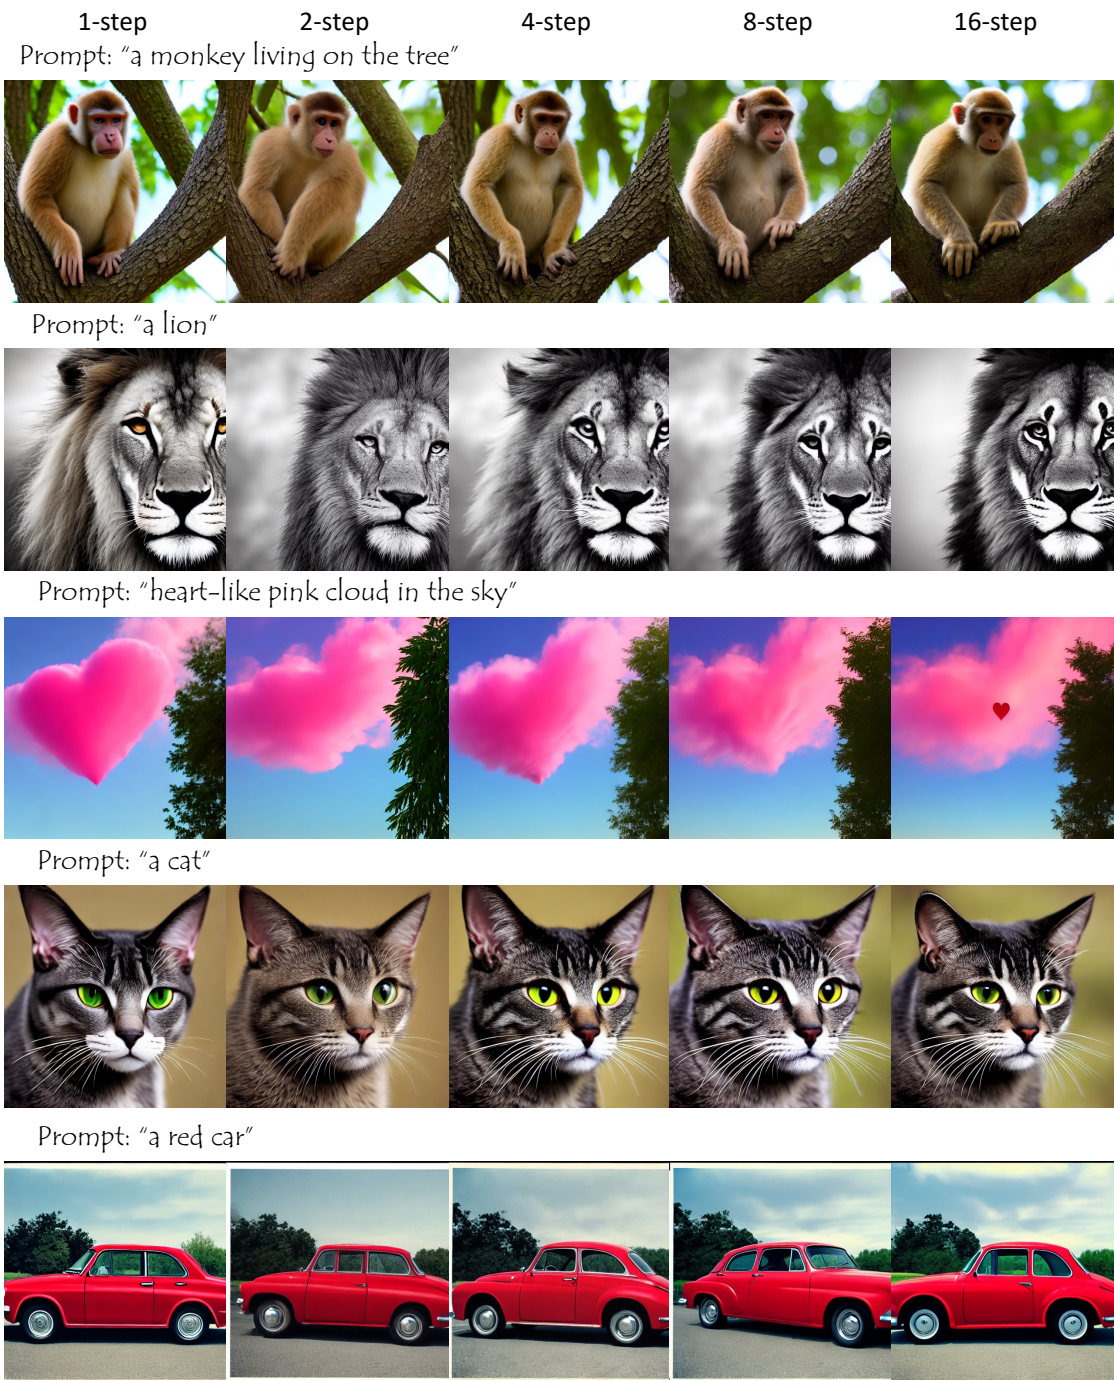 1-step 2-step 4-step 8-step 16-step
Prompt: “a monkey living on the tree”
Prompt: “a lion”
Prompt: “heart-like pink cloud in the sky”
Prompt: “a cat”
Prompt: “a red car”